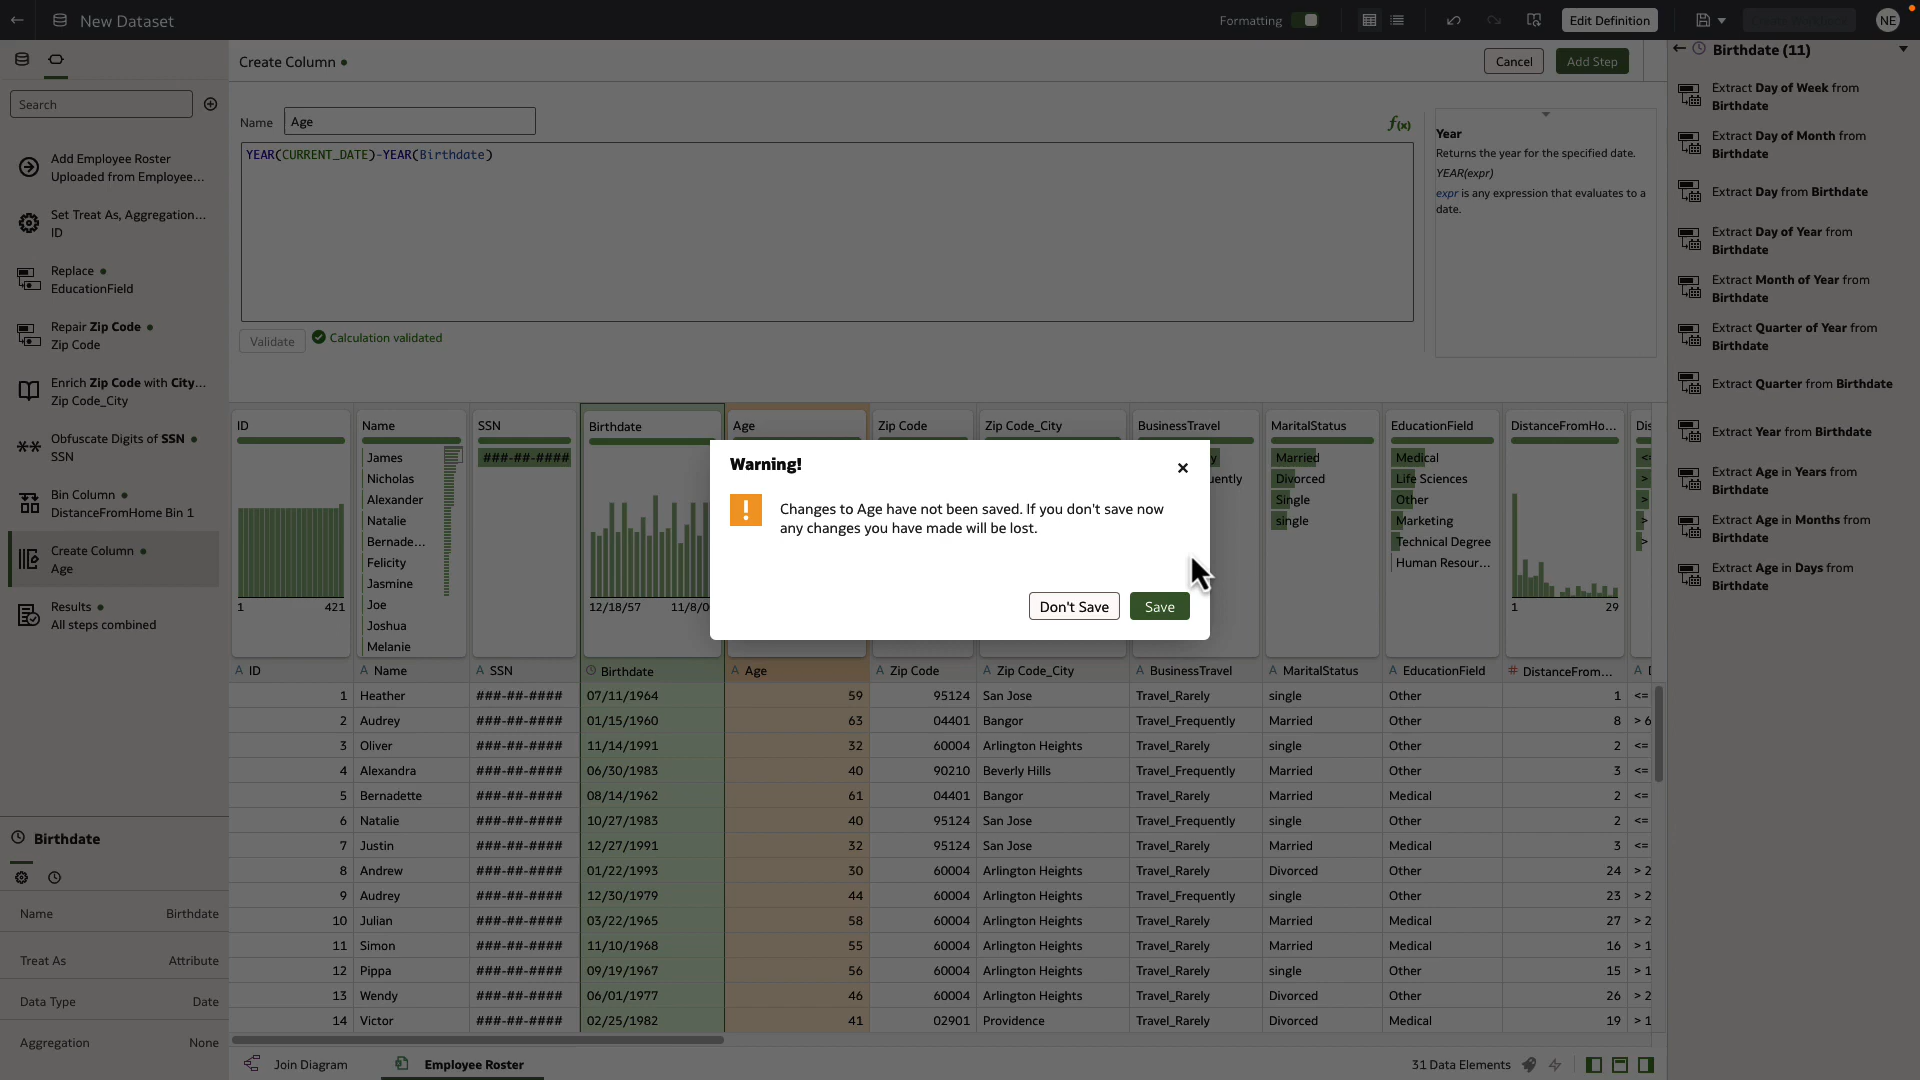 New Dataset
Formatting
Edit Definition
NE
Search
Add Employee Roster
Uploaded from Employee...
Set Treat As, Aggregation...
ID
Replace
EducationField
Repair Zip Code
Zip Code
Enrich Zip Code with City...
Zip Code_City
Obfuscate Digits of SSN
SSN
Bin Column
DistanceFromHome Bin 1
Create Column
Age
Results
All steps combined
Birthdate
Name Birthdate
Treat As Attribute
Data Type Date
Aggregation None
Create Column
Cancel
Add Step
Name Age
f(x)
YEAR(CURRENT_DATE)-YEAR(Birthdate)
Validate
Calculation validated
Year
Returns the year for the specified date.
YEAR(expr)
expr is any expression that evaluates to a
date.
ID
1 421
Name
James
Nicholas
Alexander
Natalie
Bernade...
Felicity
Jasmine
Joe
Joshua
Melanie
SSN
###-##-####
Birthdate
12/18/57
Age
Zip Code
Zip Code_City
BusinessTravel
MaritalStatus
Married
Divorced
Single
single
EducationField
Medical
Life Sciences
Other
Marketing
Technical Degree
Human Resour...
DistanceFromHo...
1 29
Warning!
Changes to Age have not been saved. If you don't save now
any changes you have made will be lost.
Don't Save
Save
A ID A Name A SSN Birthdate A Age A Zip Code A Zip Code_City A BusinessTravel A MaritalStatus A EducationField # DistanceFrom... A
1 Heather ###-##-#### 07/11/1964 59 95124 San Jose Travel_Rarely single Other 1 <=
2 Audrey ###-##-#### 01/15/1960 63 04401 Bangor Travel_Frequently Married Other 8 > 6
3 Oliver ###-##-#### 11/14/1991 32 60004 Arlington Heights Travel_Rarely single Other 2 <=
4 Alexandra ###-##-#### 06/30/1983 40 90210 Beverly Hills Travel_Frequently Married Other 3 <=
5 Bernadette ###-##-#### 08/14/1962 61 04401 Bangor Travel_Rarely Married Medical 2 <=
6 Natalie ###-##-#### 10/27/1983 40 95124 San Jose Travel_Frequently single Other 2 <=
7 Justin ###-##-#### 12/27/1991 32 95124 San Jose Travel_Rarely Married Medical 3 <=
8 Andrew ###-##-#### 01/22/1993 30 60004 Arlington Heights Travel_Rarely Divorced Other 24 > 2
9 Audrey ###-##-#### 12/30/1979 44 60004 Arlington Heights Travel_Frequently single Other 23 > 2
10 Julian ###-##-#### 03/22/1965 58 60004 Arlington Heights Travel_Rarely Married Medical 27 > 2
11 Simon ###-##-#### 11/10/1968 55 60004 Arlington Heights Travel_Rarely Married Medical 16 > 1
12 Pippa ###-##-#### 09/19/1967 56 60004 Arlington Heights Travel_Rarely single Other 15 > 1
13 Wendy ###-##-#### 06/01/1977 46 60004 Arlington Heights Travel_Rarely Divorced Other 26 > 2
14 Victor ###-##-#### 02/25/1982 41 02901 Providence Travel_Rarely Divorced Medical 19 > 1
Join Diagram
Employee Roster
31 Data Elements
Birthdate (11)
Extract Day of Week from
Birthdate
Extract Day of Month from
Birthdate
Extract Day from Birthdate
Extract Day of Year from
Birthdate
Extract Month of Year from
Birthdate
Extract Quarter of Year from
Birthdate
Extract Quarter from Birthdate
Extract Year from Birthdate
Extract Age in Years from
Birthdate
Extract Age in Months from
Birthdate
Extract Age in Days from
Birthdate